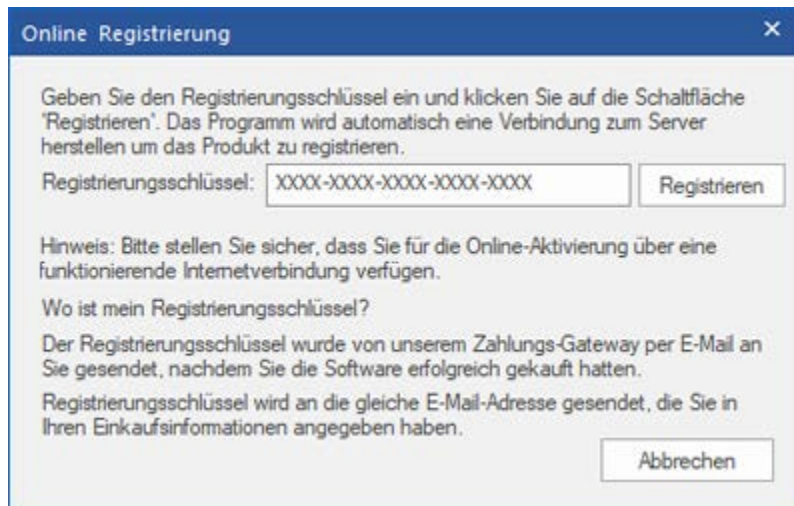 Online Registrierung
Geben Sie den Registrierungsschlüssel ein und klicken Sie auf die Schaltfläche
'Registrieren'. Das Programm wird automatisch eine Verbindung zum Server
herstellen um das Produkt zu registrieren.
Registrierungsschlüssel: XXXX-XXXX-XXXX-XXXX-XXXX Registrieren
Hinweis: Bitte stellen Sie sicher, dass Sie für die Online-Aktivierung über eine
funktionierende Internetverbindung verfügen.
Wo ist mein Registrierungsschlüssel?
Der Registrierungsschlüssel wurde von unserem Zahlungs-Gateway per E-Mail an
Sie gesendet, nachdem Sie die Software erfolgreich gekauft hatten.
Registrierungsschlüssel wird an die gleiche E-Mail-Adresse gesendet, die Sie in
Ihren Einkaufsinformationen angegeben haben.
Abbrechen